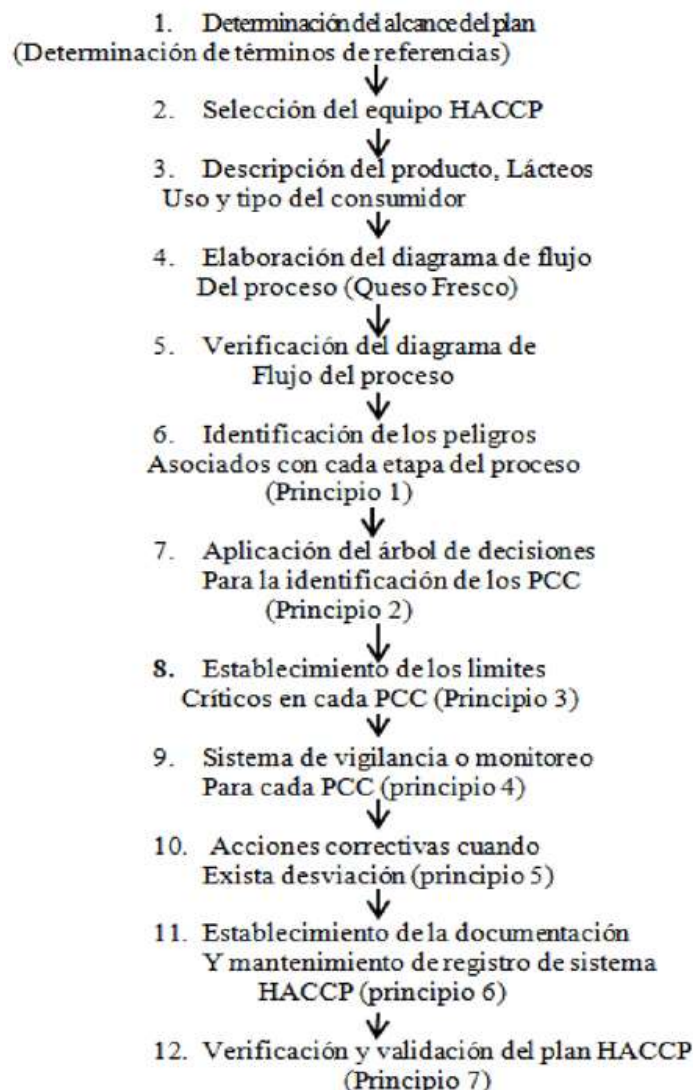 1. Determinación del alcance del plan
(Determinación de términos de referencias)
2. Selección del equipo HACCP
3. Descripción del producto, Lácteos
Uso y tipo del consumidor
4. Elaboración del diagrama de flujo
Del proceso (Queso Fresco)
5. Verificación del diagrama de
Flujo del proceso
6. Identificación de los peligros
Asociados con cada etapa del proceso
(Principio 1)
7. Aplicación del árbol de decisiones
Para la identificación de los PCC
(Principio 2)
8. Establecimiento de los limites
Críticos en cada PCC (Principio 3)
9. Sistema de vigilancia o monitoreo
Para cada PCC (principio 4)
10. Acciones correctivas cuando
Exista desviación (principio 5)
11. Establecimiento de la documentación
Y mantenimiento de registro de sistema
HACCP (principio 6)
12. Verificación y validación del plan HACCP
(Principio 7)